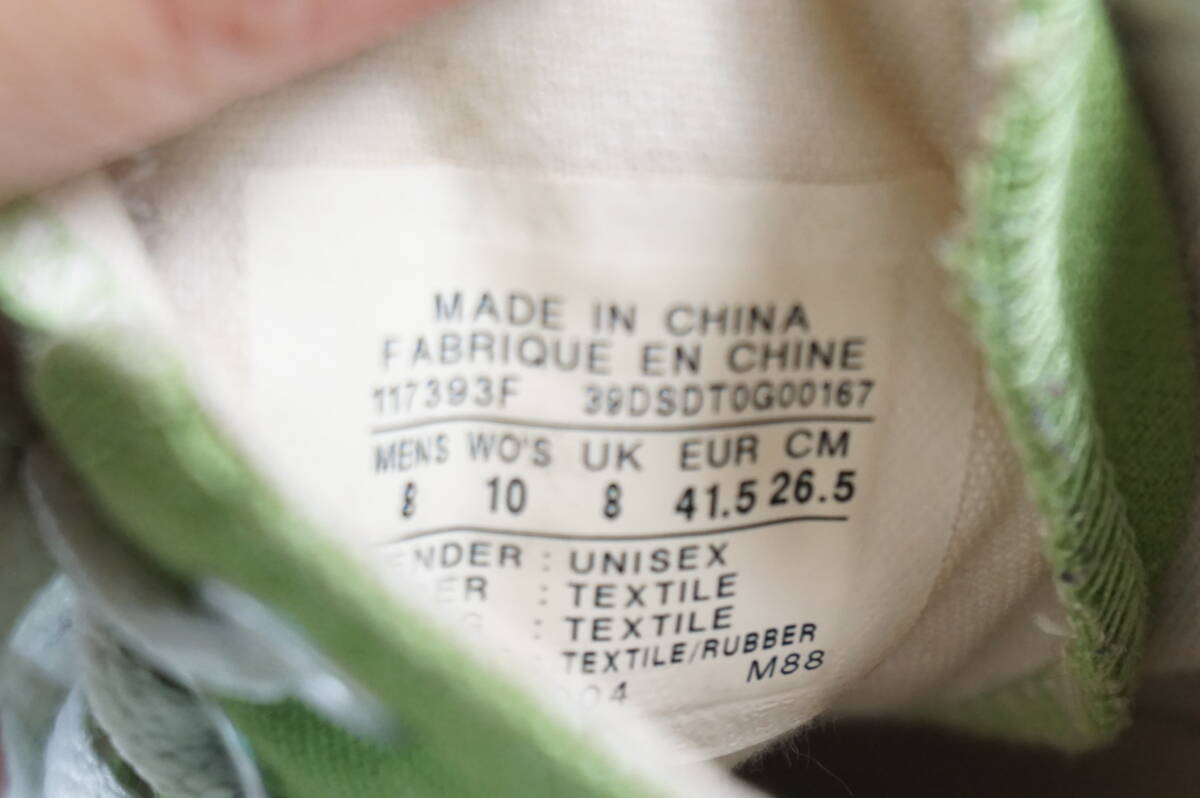 MADE IN CHINA
FABRIQUE EN CHINE
117393F 39DSDT0G00167
MENS WO'S UK EUR CM
8 10 8 41.5 26.5
ENDER : UNISEX
ER : TEXTILE
G : TEXTILE
: TEXTILE/RUBBER
04 M88